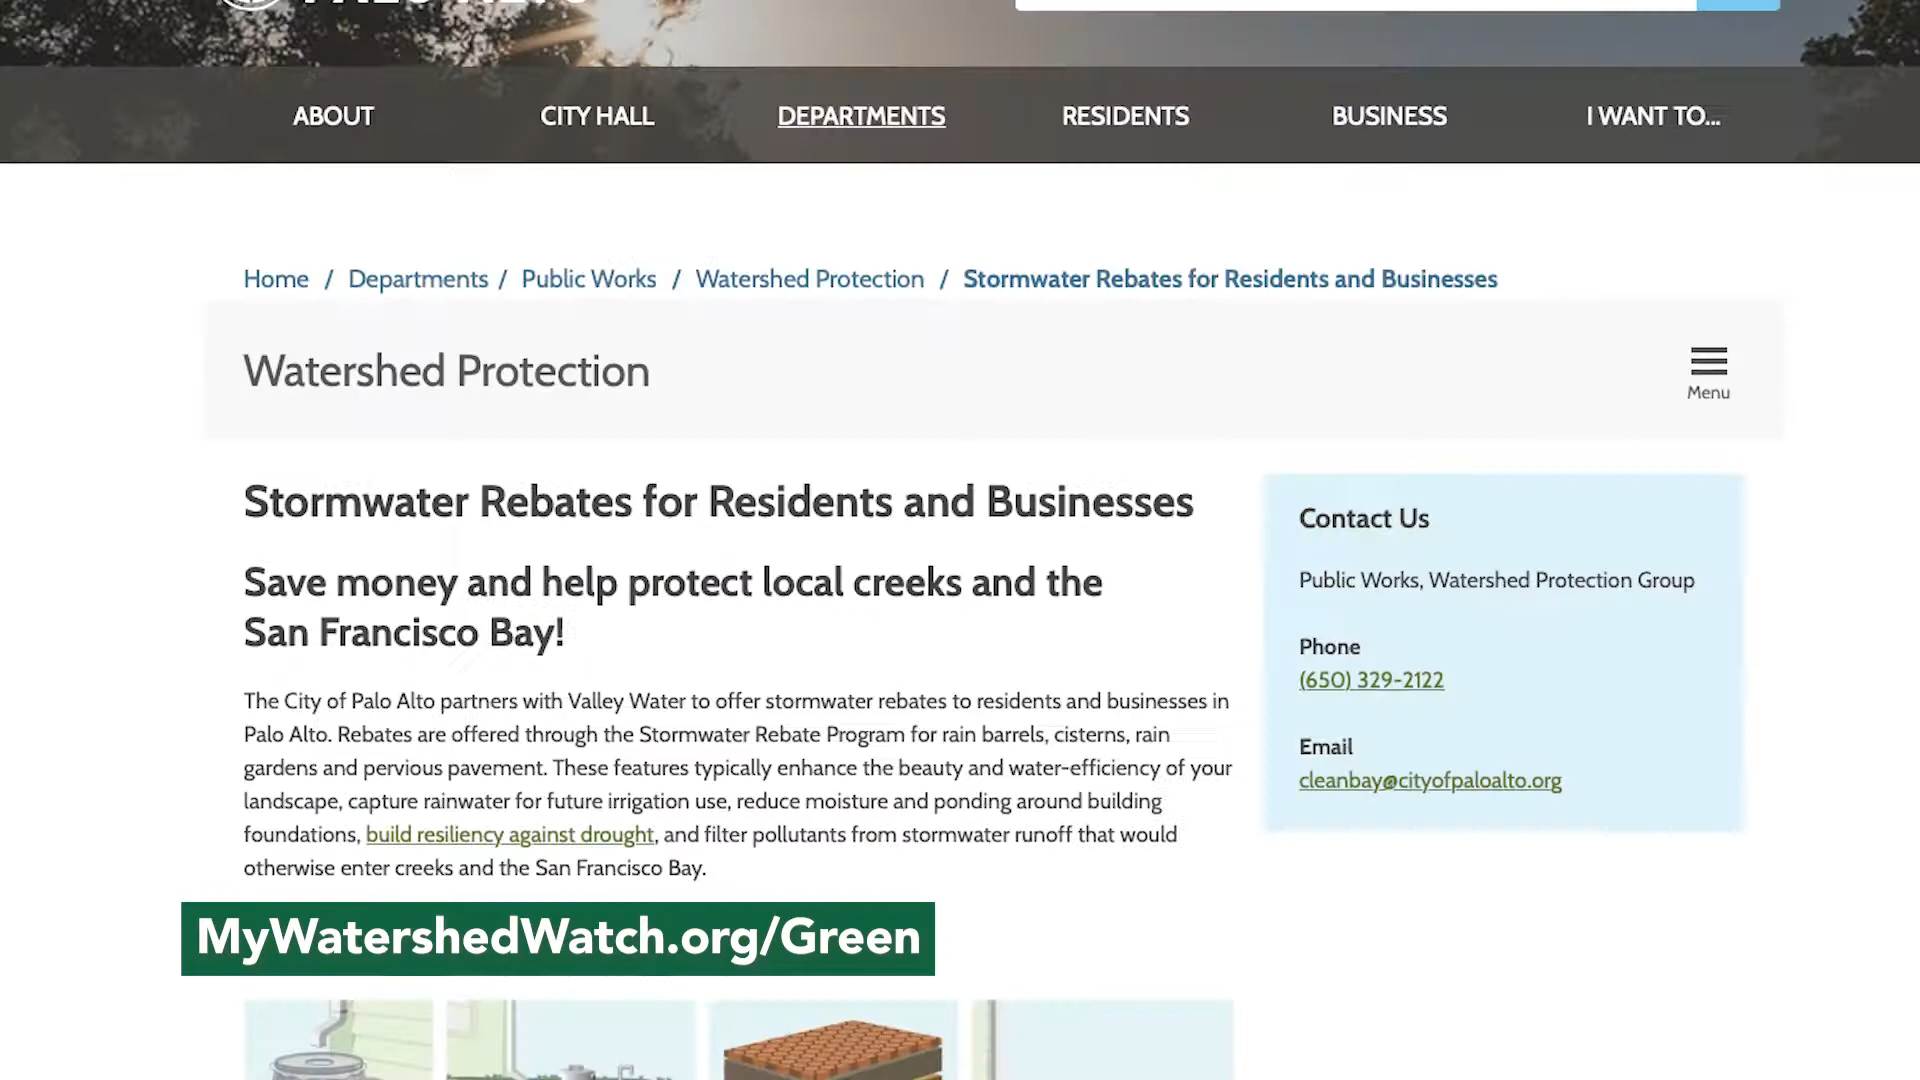 ABOUT CITY HALL DEPARTMENTS RESIDENTS BUSINESS I WANT TO...
Home / Departments / Public Works / Watershed Protection / Stormwater Rebates for Residents and Businesses
Watershed Protection
Menu
Stormwater Rebates for Residents and Businesses
Save money and help protect local creeks and the
San Francisco Bay!
The City of Palo Alto partners with Valley Water to offer stormwater rebates to residents and businesses in
Palo Alto. Rebates are offered through the Stormwater Rebate Program for rain barrels, cisterns, rain
gardens and pervious pavement. These features typically enhance the beauty and water-efficiency of your
landscape, capture rainwater for future irrigation use, reduce moisture and ponding around building
foundations, build resiliency against drought, and filter pollutants from stormwater runoff that would
otherwise enter creeks and the San Francisco Bay.
Contact Us
Public Works, Watershed Protection Group
Phone
(650) 329-2122
Email
cleanbay@cityofpaloalto.org
MyWatershedWatch.org/Green